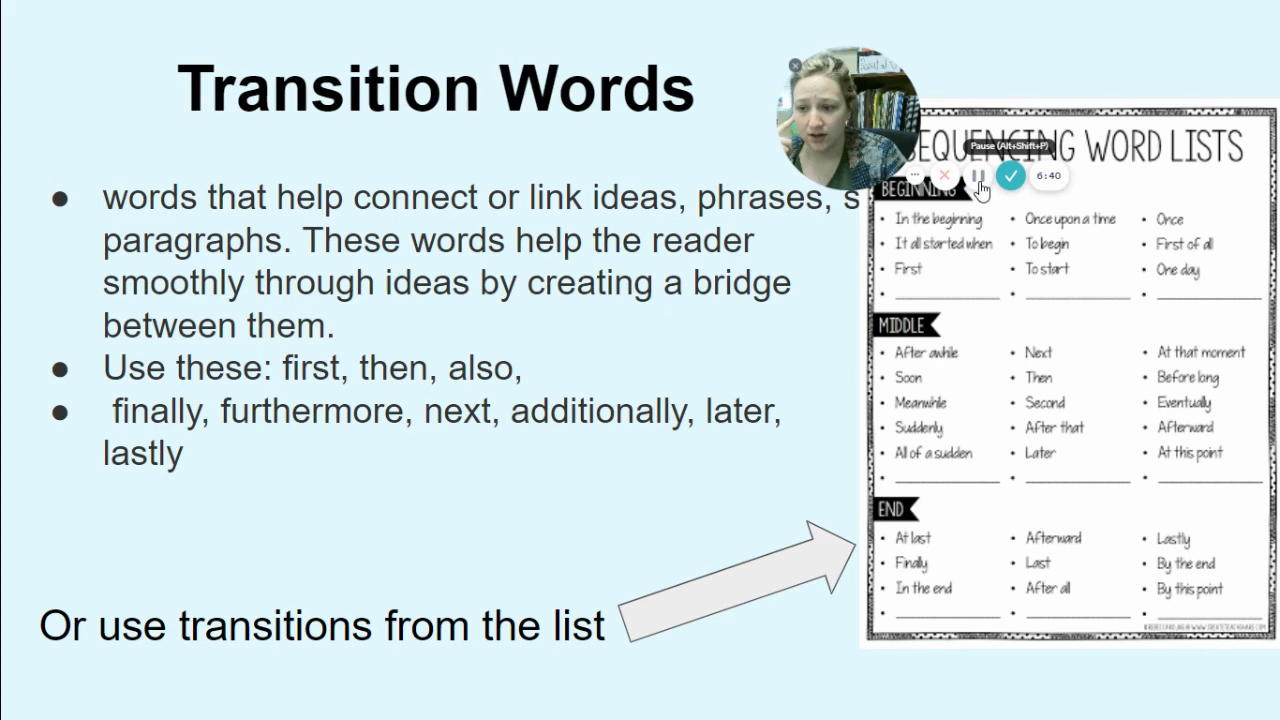 Transition Words
● words that help connect or link ideas, phrases, s
paragraphs. These words help the reader
smoothly through ideas by creating a bridge
between them.
● Use these: first, then, also,
● finally, furthermore, next, additionally, later,
lastly
Or use transitions from the list
SEQUENCING WORD LISTS
Pause (Alt+Shift+P)
6:40
BEGINNING
• In the beginning • Once upon a time • Once
• It all started when • To begin • First of all
• First • To start • One day
MIDDLE
• After awhile • Next • At that moment
• Soon • Then • Before long
• Meanwhile • Second • Eventually
• Suddenly • After that • Afterward
• All of a sudden • Later • At this point
END
• At last • Afterward • Lastly
• Finally • Last • By the end
• In the end • After all • By this point